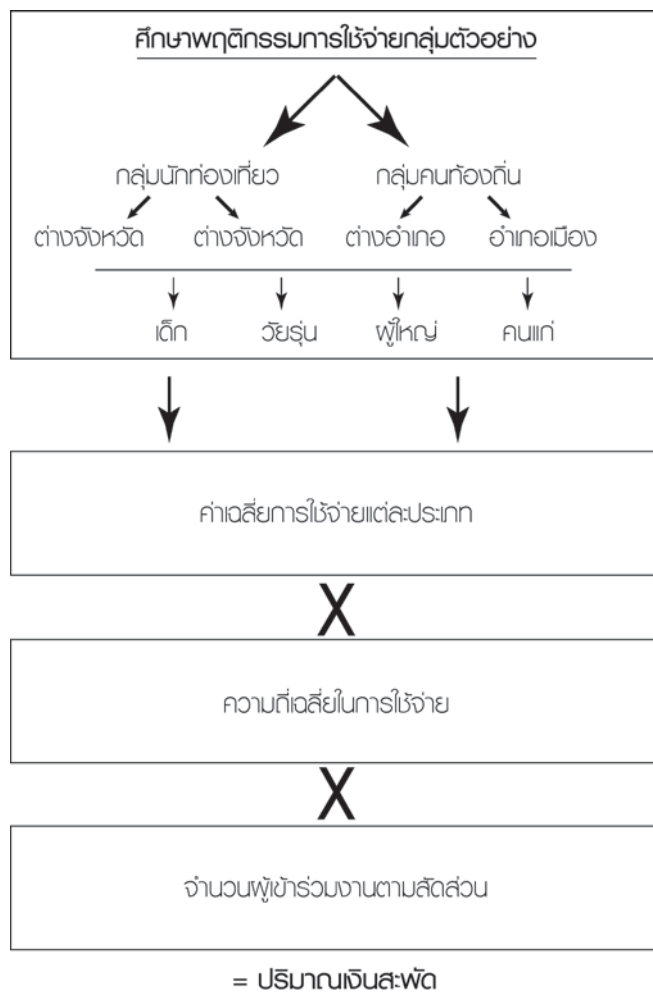 ศึกษาพฤติกรรมการใช้จ่ายกลุ่มตัวอย่าง
กลุ่มนักท่องเที่ยว กลุ่มคนท้องถิ่น
ต่างจังหวัด ต่างจังหวัด ต่างอำเภอ อำเภอเมือง
เด็ก วัยรุ่น ผู้ใหญ่ คนแก่
ค่าเฉลี่ยการใช้จ่ายแต่ละประเภท
X
ความถี่เฉลี่ยในการใช้จ่าย
X
จำนวนผู้เข้าร่วมงานตามสัดส่วน
= ปริมาณเงินสะพัด